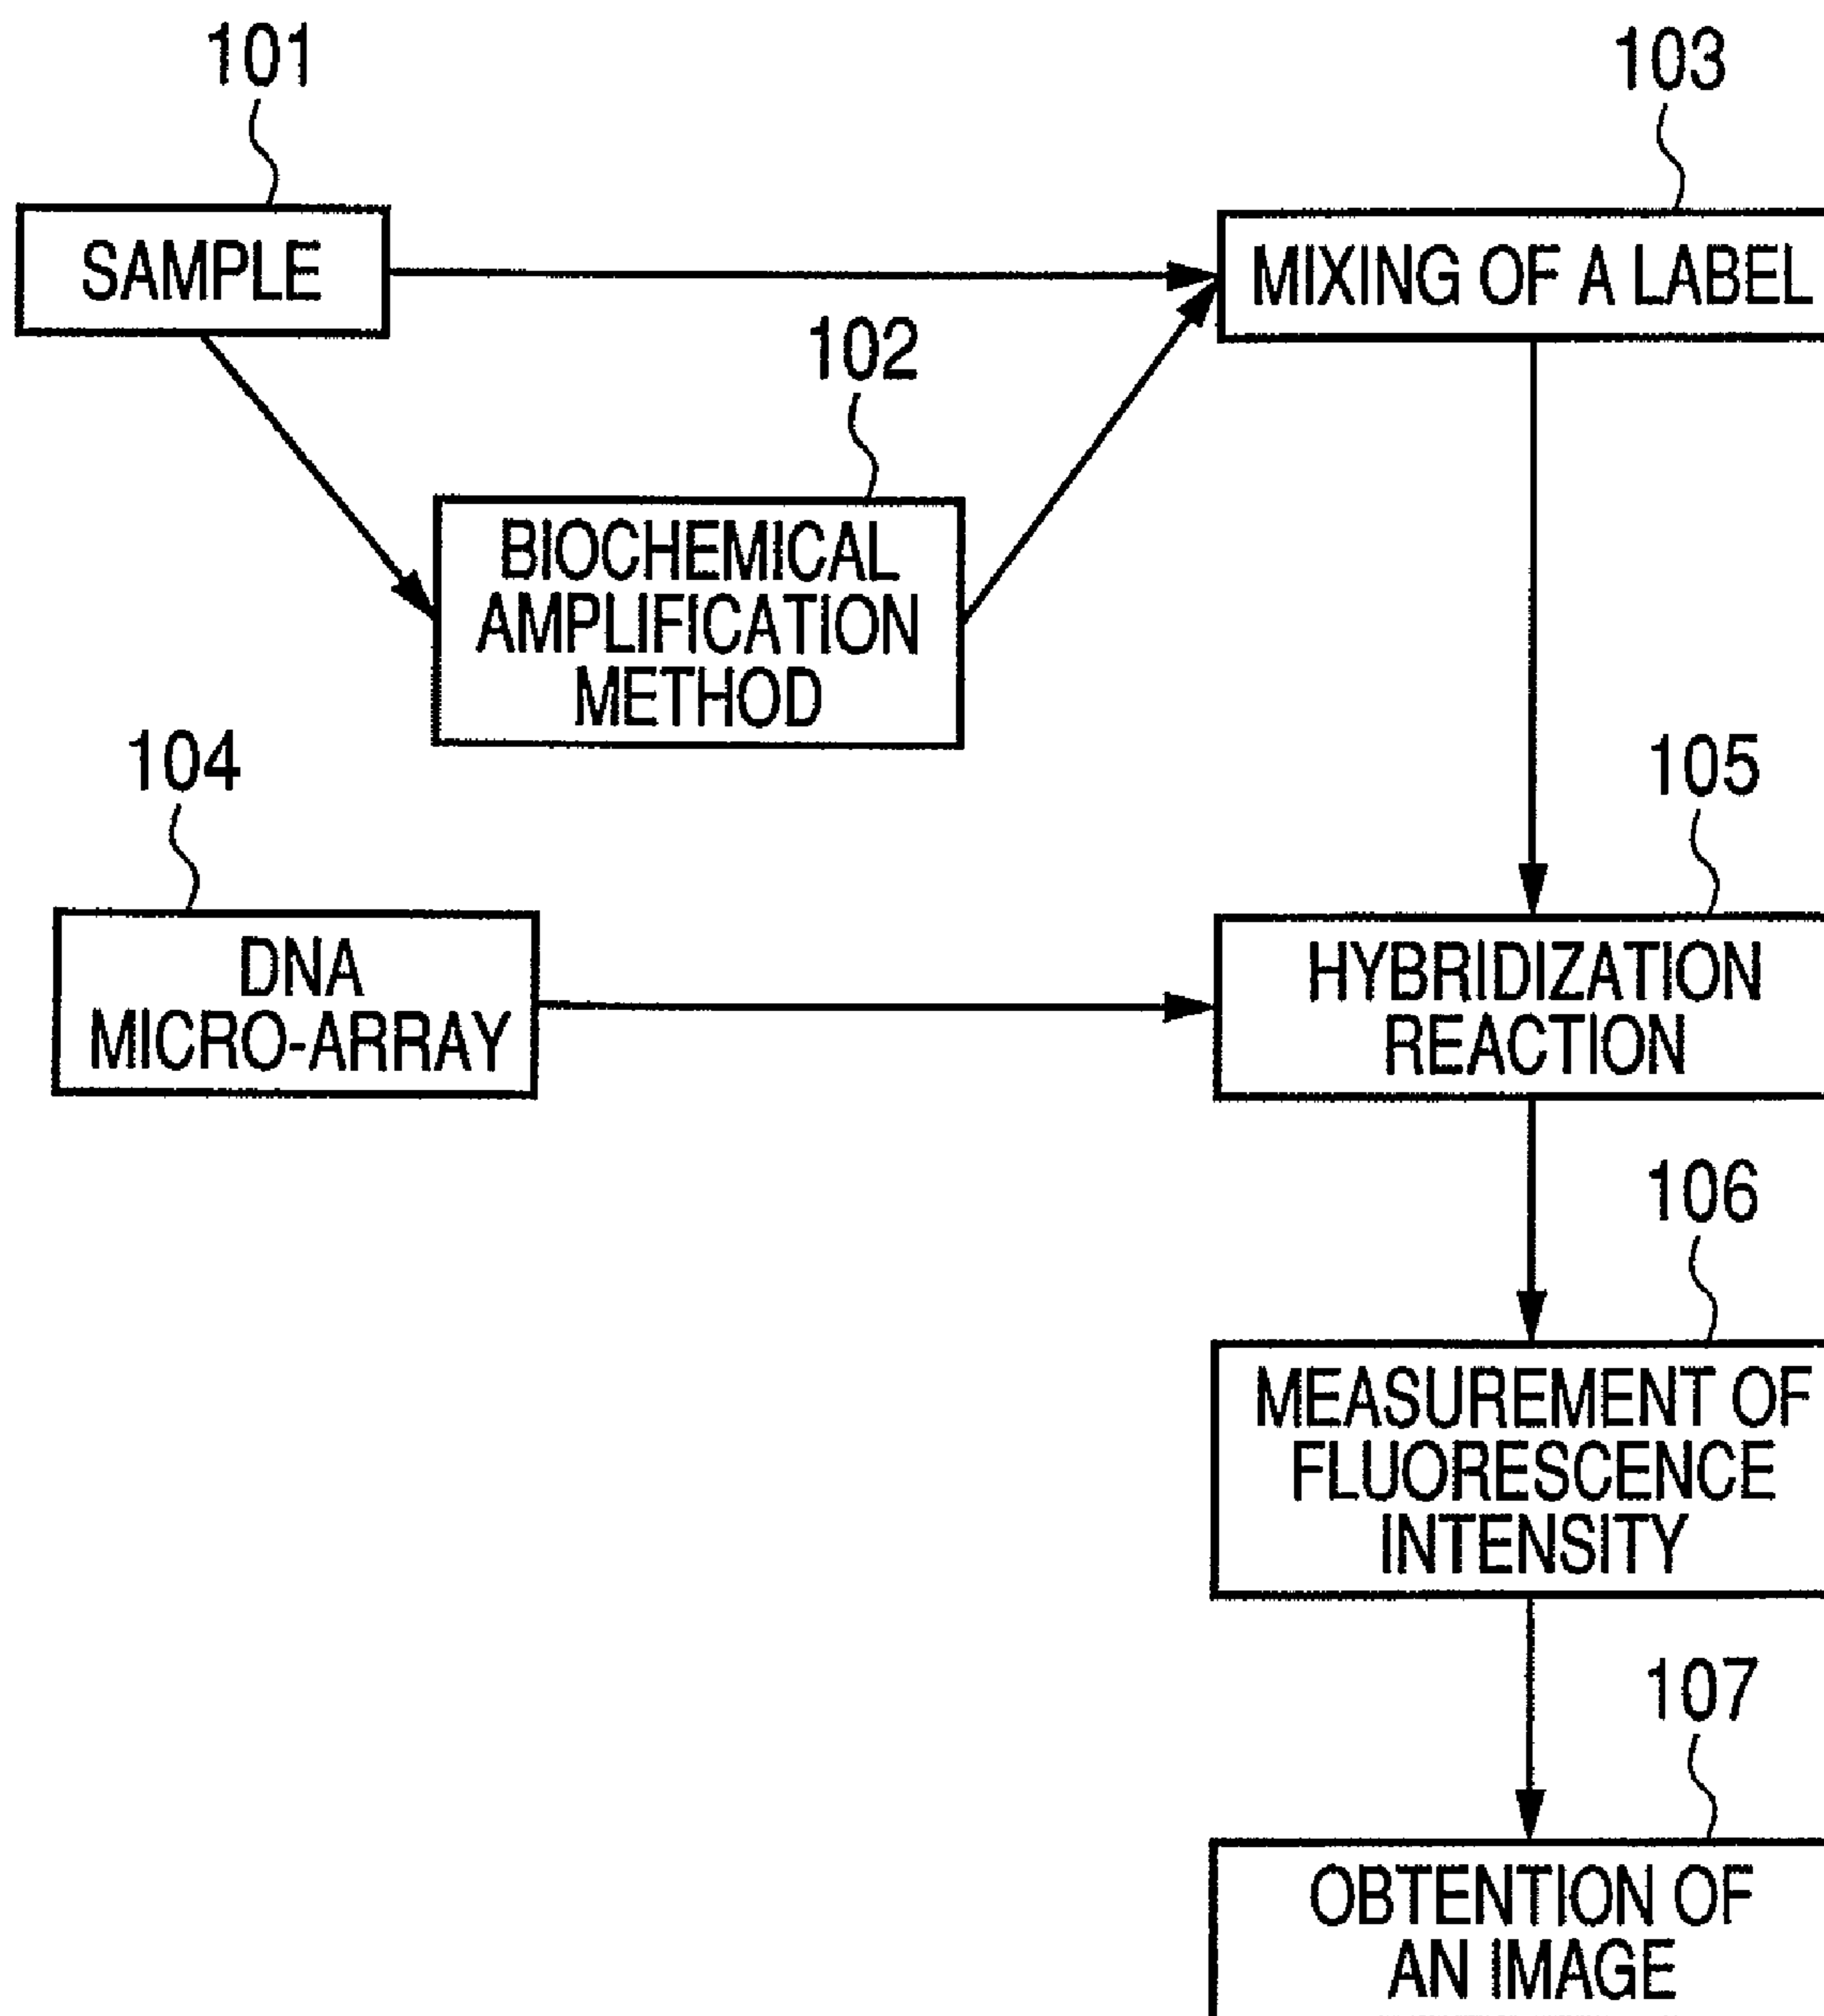 101
103
SAMPLE
MIXING OF A LABEL
102
BIOCHEMICAL
AMPLIFICATION
METHOD
104
105
DNA
MICRO-ARRAY
HYBRIDIZATION
REACTION
106
MEASUREMENT OF
FLUORESCENCE
INTENSITY
107
OBTENTION OF
AN IMAGE